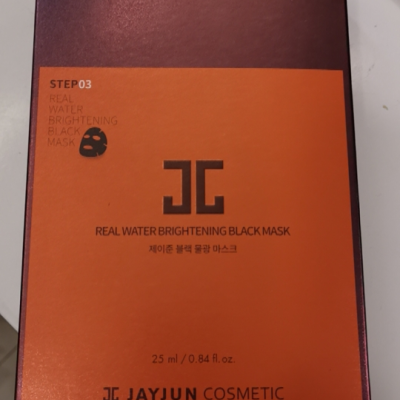 STEP03
REAL
WATER
BRIGHTENING
BLACK
MASK
REAL WATER BRIGHTENING BLACK MASK
제이준 블랙 물광 마스크
25 ml / 0.84 fl. oz.
JAYJUN COSMETIC